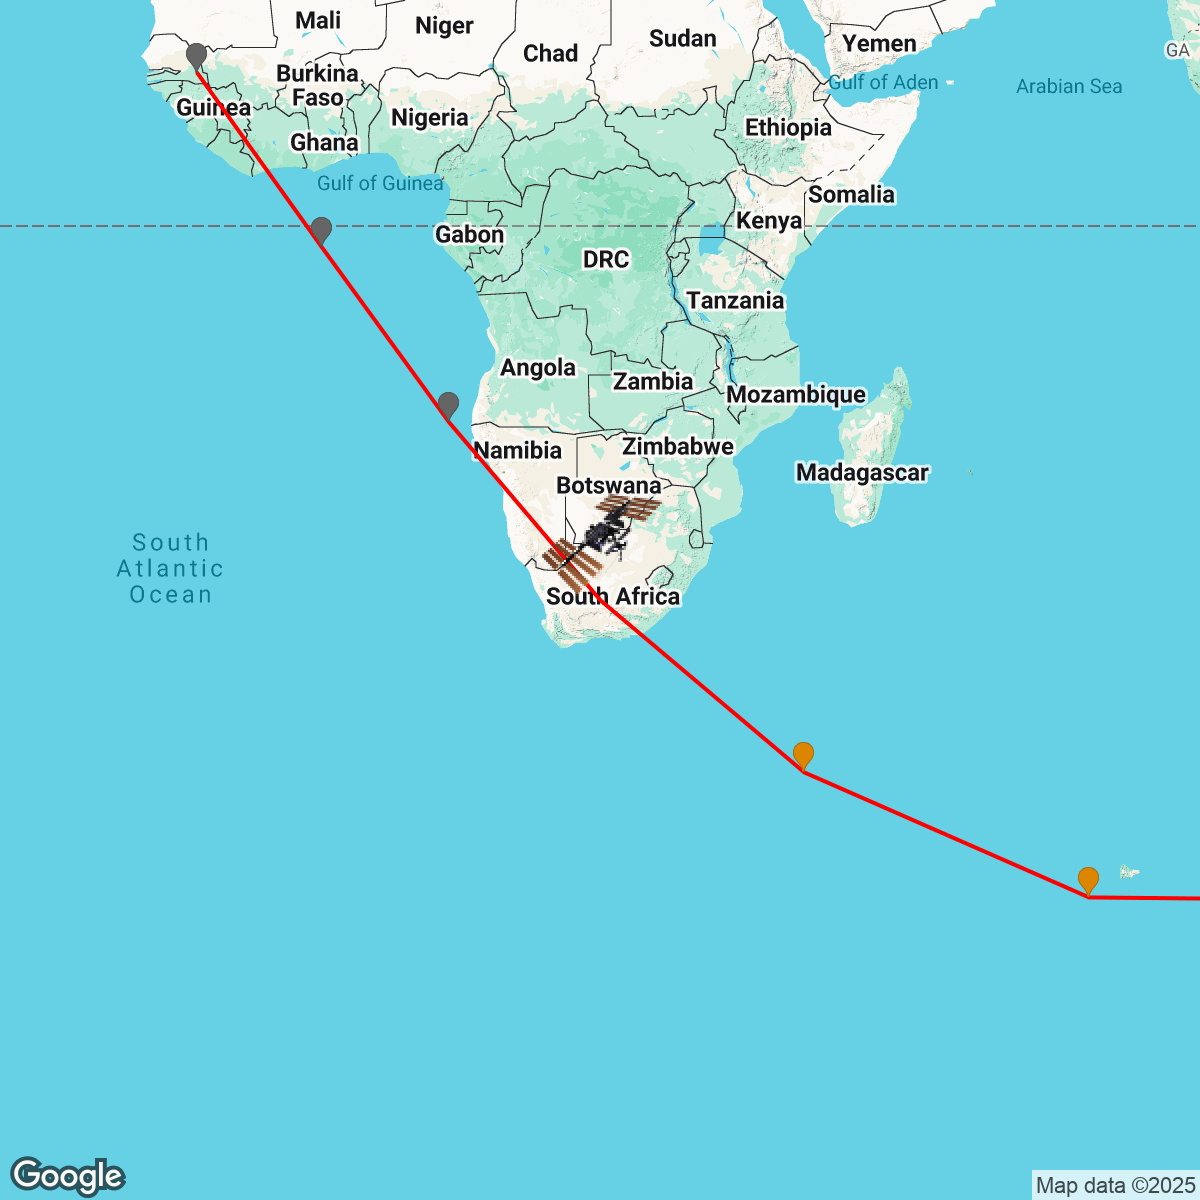 Mali
Niger
Chad
Sudan
Yemen
GA
Burkina
Faso
Gulf of Aden
Arabian Sea
Guinea
Nigeria
Ethiopia
Ghana
Gulf of Guinea
Somalia
Kenya
Gabon
DRC
Tanzania
Angola
Zambia
Mozambique
Namibia
Zimbabwe
Madagascar
Botswana
South
Atlantic
Ocean
South Africa
Google
Map data ©2025